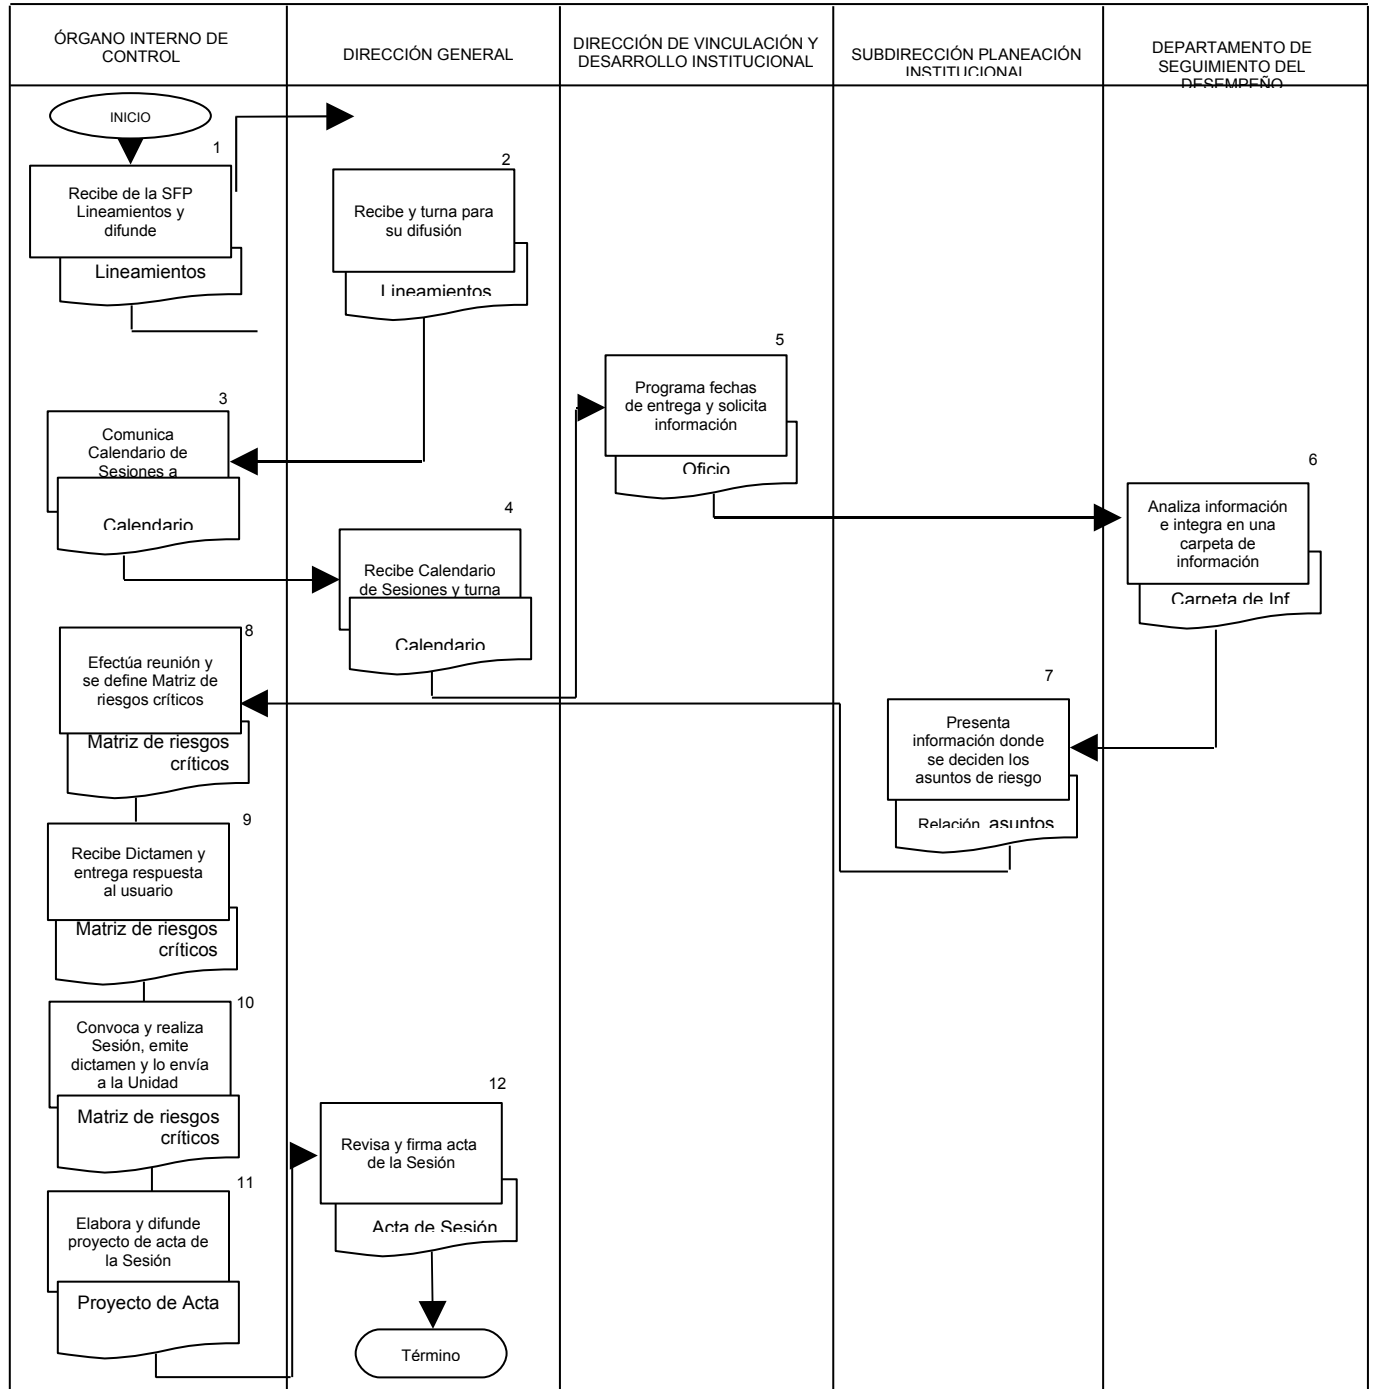 ÓRGANO INTERNO DE
CONTROL
DIRECCIÓN GENERAL
DIRECCIÓN DE VINCULACIÓN Y
DESARROLLO INSTITUCIONAL
SUBDIRECCIÓN PLANEACIÓN
INSTITUCIONAL
DEPARTAMENTO DE
SEGUIMIENTO DEL
DESEMPEÑO
INICIO
1
Recibe de la SFP
Lineamientos y
difunde
Lineamientos
2
Recibe y turna para
su difusión
Lineamientos
3
Comunica
Calendario de
Sesiones a
Calendario
4
Recibe Calendario
de Sesiones y turna
Calendario
5
Programa fechas
de entrega y solicita
información
Oficio
6
Analiza información
e integra en una
carpeta de
información
Carpeta de Inf
7
Presenta
información donde
se deciden los
asuntos de riesgo
Relación asuntos
8
Efectúa reunión y
se define Matriz de
riesgos críticos
Matriz de riesgos
críticos
9
Recibe Dictamen y
entrega respuesta
al usuario
Matriz de riesgos
críticos
10
Convoca y realiza
Sesión, emite
dictamen y lo envía
a la Unidad
Matriz de riesgos
críticos
11
Elabora y difunde
proyecto de acta de
la Sesión
Proyecto de Acta
12
Revisa y firma acta
de la Sesión
Acta de Sesión
Término